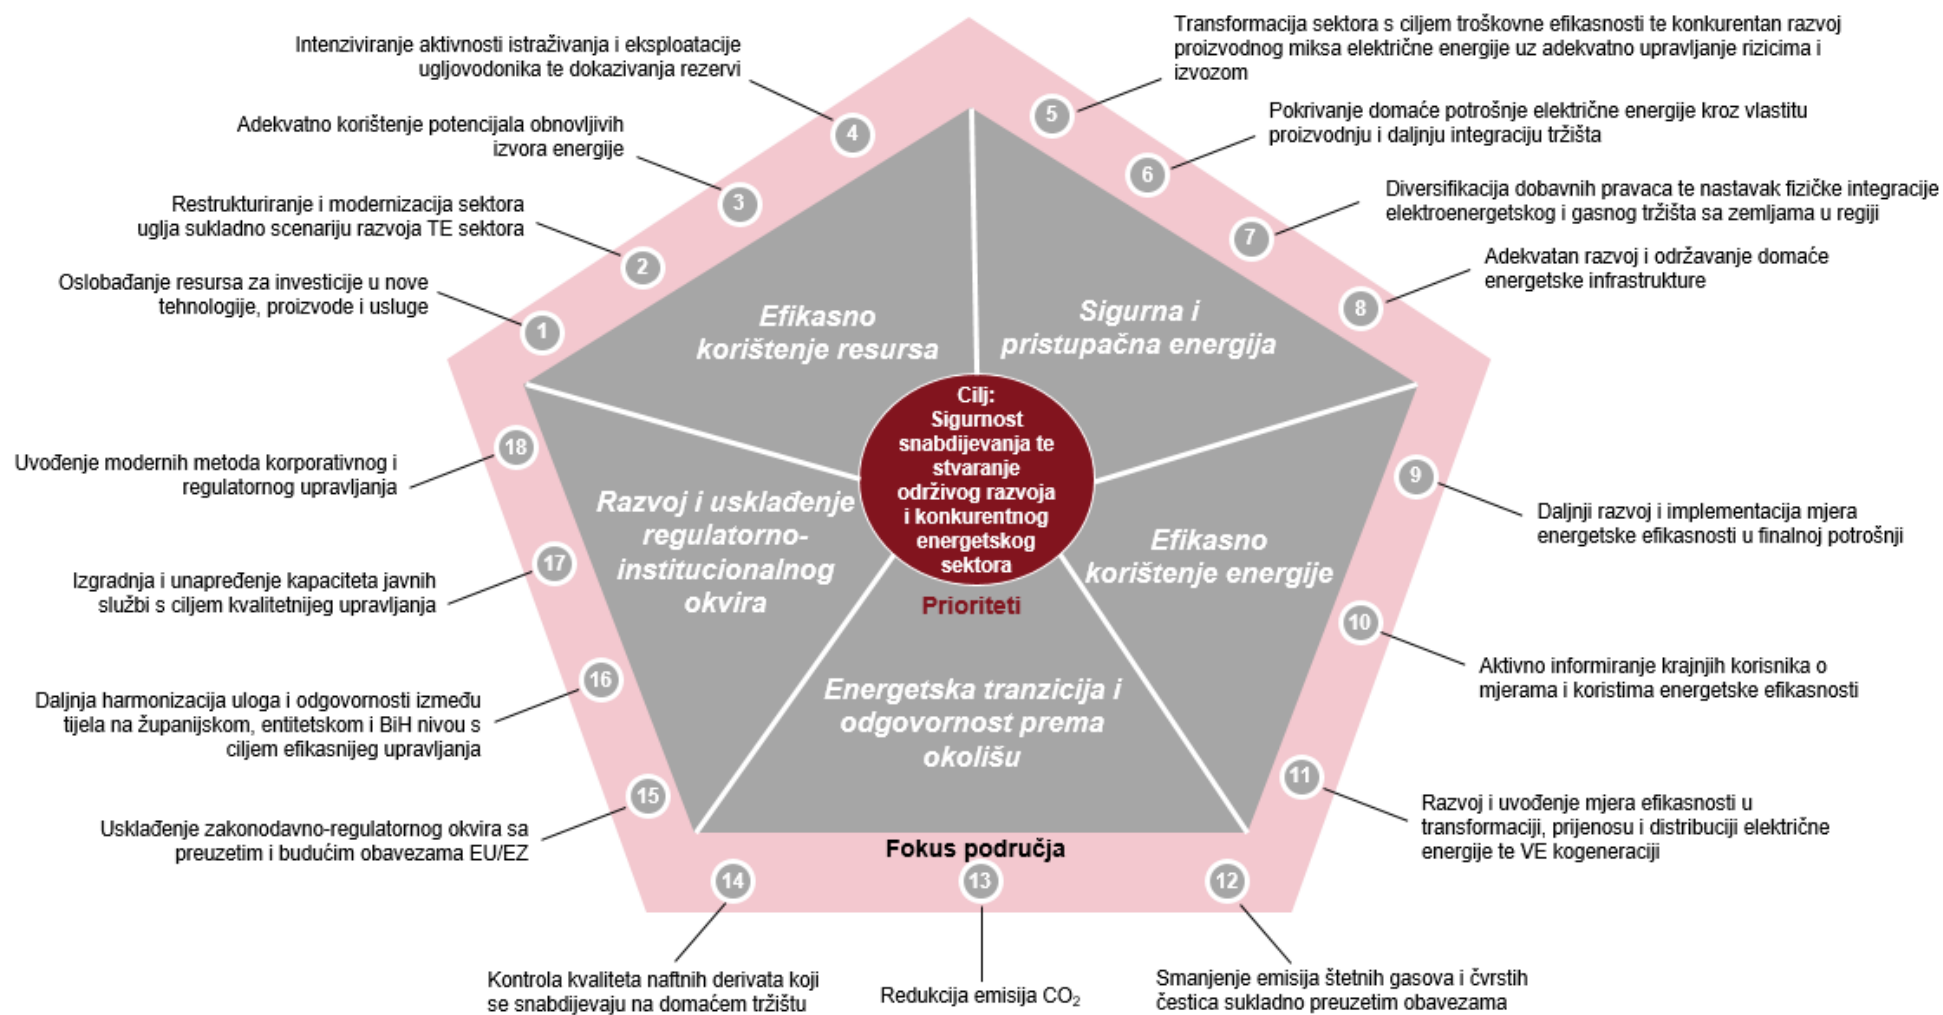 Intenziviranje aktivnosti istraživanja i eksploatacije
ugljovodonika te dokazivanja rezervi
4
Adekvatno korištenje potencijala obnovljivih
izvora energije
3
Restrukturiranje i modernizacija sektora
uglja sukladno scenariju razvoja TE sektora
2
Oslobađanje resursa za investicije u nove
tehnologije, proizvode i usluge
1
Transformacija sektora s ciljem troškovne efikasnosti te konkurentan razvoj
proizvodnog miksa električne energije uz adekvatno upravljanje rizicima i
izvozom
5
Pokrivanje domaće potrošnje električne energije kroz vlastitu
proizvodnju i daljnju integraciju tržišta
6
Diversifikacija dobavnih pravaca te nastavak fizičke integracije
elektroenergetskog i gasnog tržišta sa zemljama u regiji
7
Adekvatan razvoj i održavanje domaće
energetske infrastrukture
8
Efikasno
korištenje resursa
Sigurna i
pristupačna energija
Cilj:
Sigurnost
snabdijevanja te
stvaranje
održivog razvoja
i konkurentnog
energetskog
sektora
Prioriteti
Razvoj i usklađenje
regulatorno-
institucionalnog
okvira
Efikasno
korištenje energije
Energetska tranzicija i
odgovornost prema
okolišu
Fokus područja
9
Daljnji razvoj i implementacija mjera
energetske efikasnosti u finalnoj potrošnji
10
Aktivno informiranje krajnjih korisnika o
mjerama i koristima energetske efikasnosti
11
Razvoj i uvođenje mjera efikasnosti u
transformaciji, prijenosu i distribuciji električne
energije te VE kogeneraciji
12
Smanjenje emisija štetnih gasova i čvrstih
čestica sukladno preuzetim obavezama
13
Redukcija emisija CO₂
14
Kontrola kvaliteta naftnih derivata koji
se snabdijevaju na domaćem tržištu
15
Usklađenje zakonodavno-regulatornog okvira sa
preuzetim i budućim obavezama EU/EZ
16
Daljnja harmonizacija uloga i odgovornosti između
tijela na županijskom, entitetskom i BiH nivou s
ciljem efikasnijeg upravljanja
17
Izgradnja i unapređenje kapaciteta javnih
službi s ciljem kvalitetnijeg upravljanja
18
Uvođenje modernih metoda korporativnog i
regulatornog upravljanja